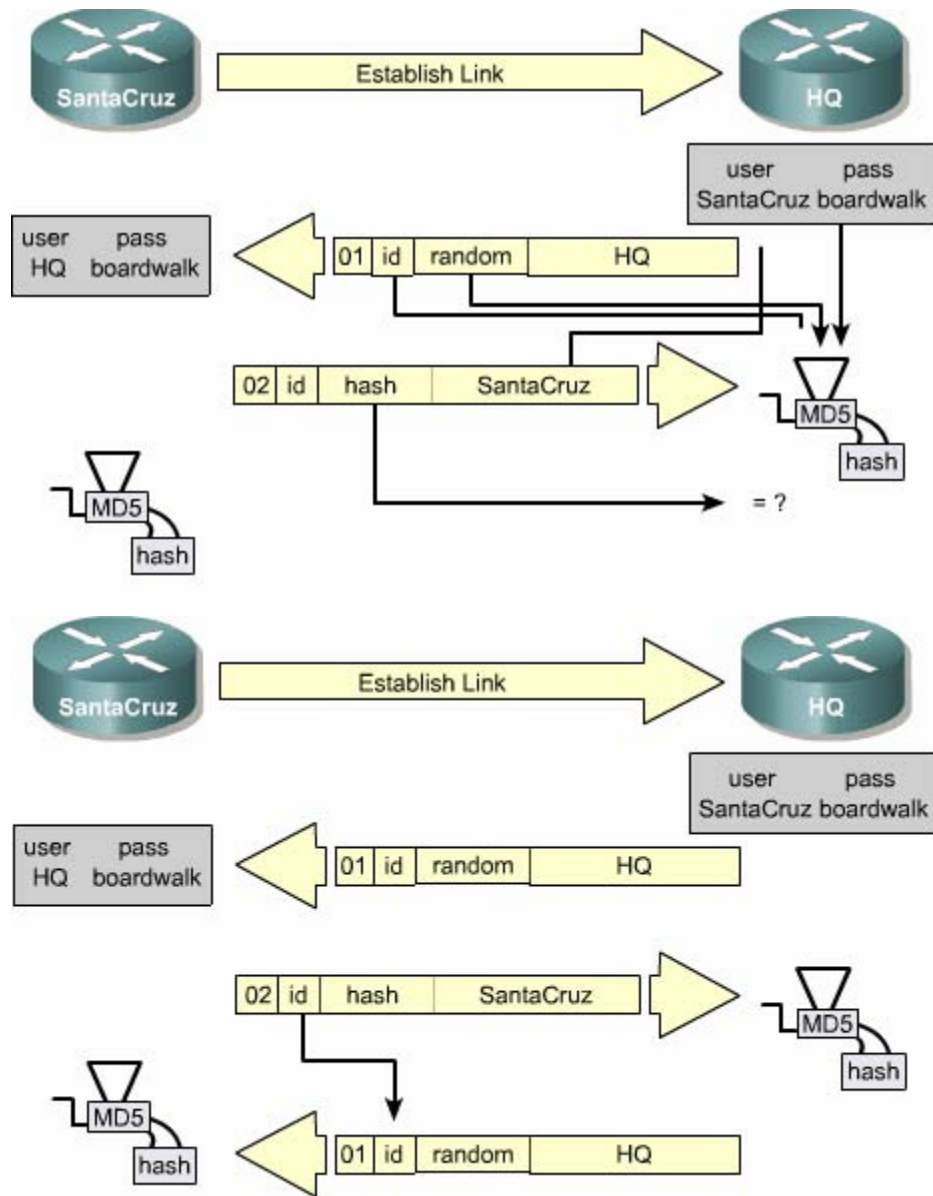 Establish Link
SantaCruz
HQ
user pass
SantaCruz boardwalk
user pass
HQ boardwalk
01 id random HQ
02 id hash SantaCruz
MD5
hash
= ?
MD5
hash
Establish Link
SantaCruz
HQ
user pass
SantaCruz boardwalk
user pass
HQ boardwalk
01 id random HQ
02 id hash SantaCruz
MD5
hash
MD5
hash
01 id random HQ